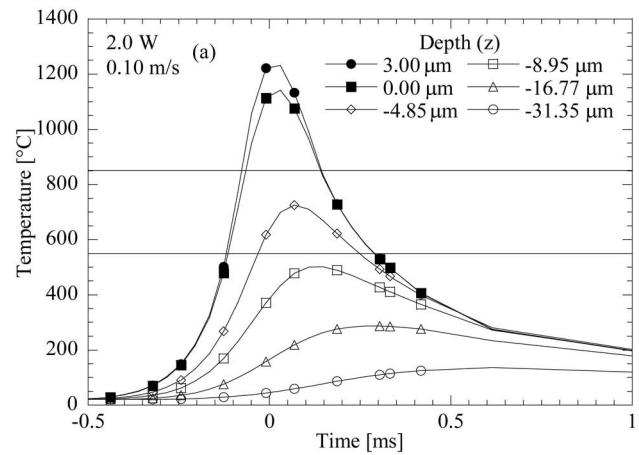 1400
1200
1000
800
600
400
200
0
Temperature [°C]
2.0 W
0.10 m/s
(a)
Depth (z)
3.00 μm
-8.95 μm
0.00 μm
-16.77 μm
-4.85 μm
-31.35 μm
-0.5
0
0.5
1
Time [ms]